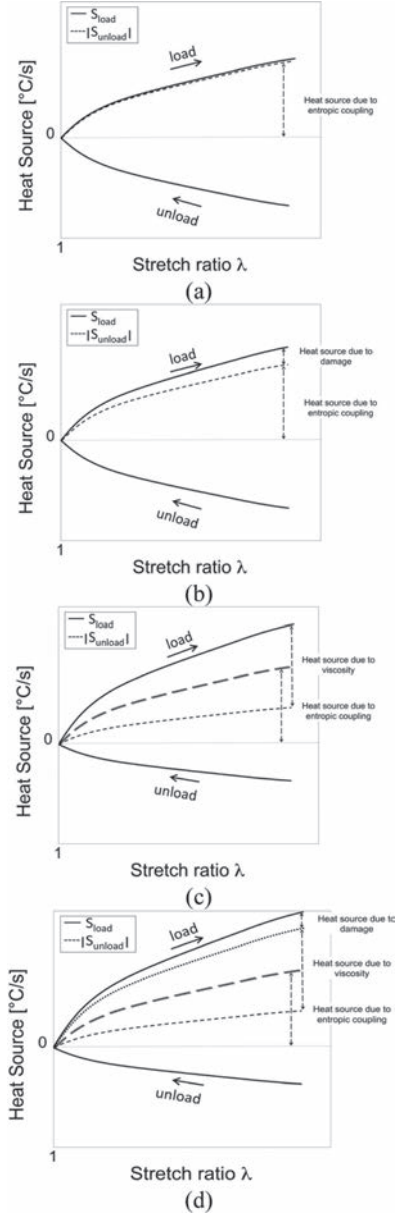 S_load
|S_unload|
load
Heat source due to
entropic coupling
0
unload
1
Heat Source [°C/s]
Stretch ratio λ
(a)
S_load
|S_unload|
load
Heat source due to
damage
Heat source due to
entropic coupling
0
unload
1
Heat Source [°C/s]
Stretch ratio λ
(b)
S_load
|S_unload|
load
Heat source due to
viscosity
Heat source due to
entropic coupling
0
unload
1
Heat Source [°C/s]
Stretch ratio λ
(c)
S_load
|S_unload|
load
Heat source due to
damage
Heat source due to
viscosity
Heat source due to
entropic coupling
0
unload
1
Heat Source [°C/s]
Stretch ratio λ
(d)